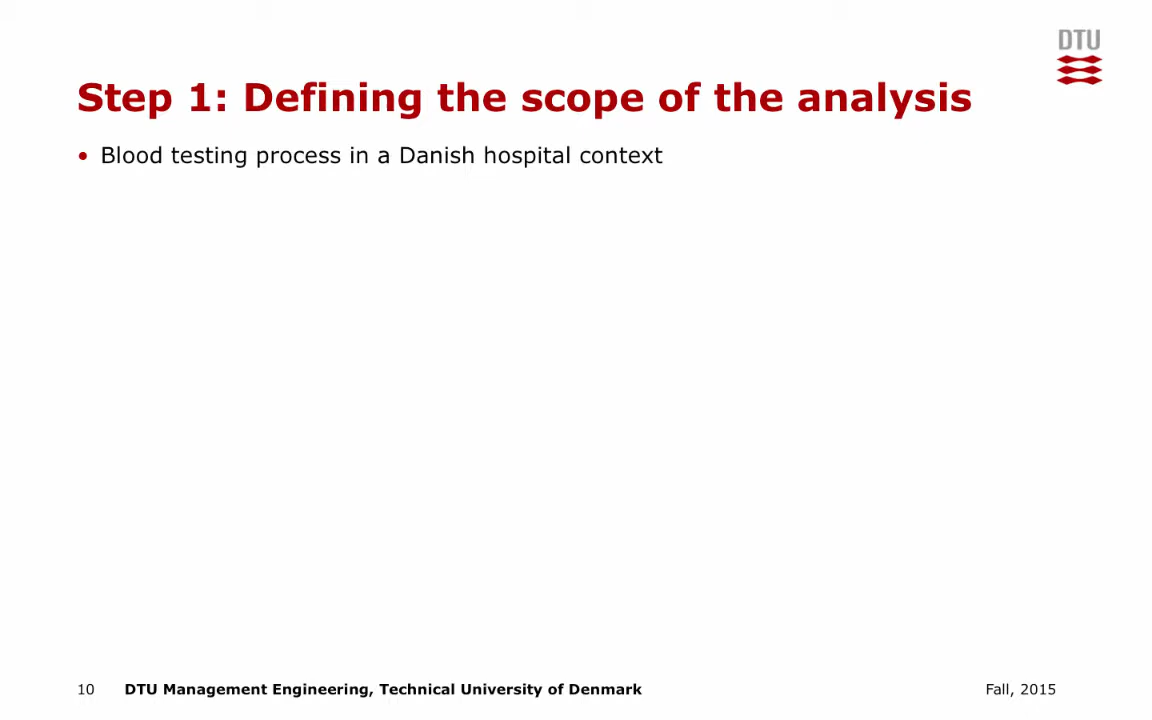 DTU
Step 1: Defining the scope of the analysis
• Blood testing process in a Danish hospital context
10 DTU Management Engineering, Technical University of Denmark Fall, 2015